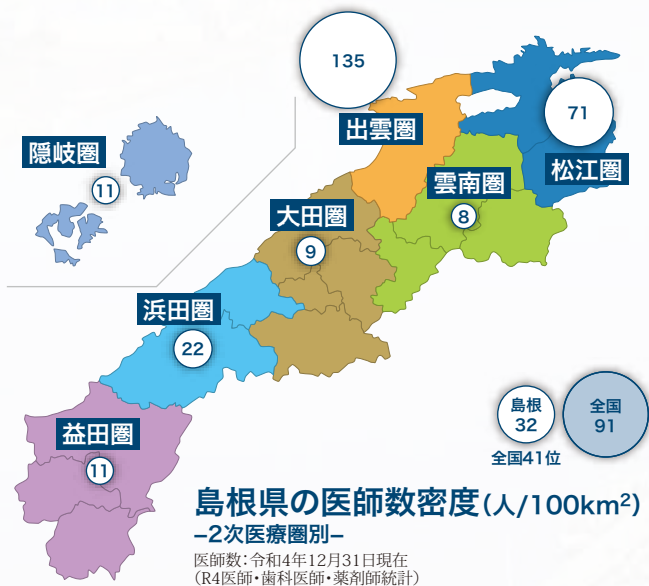 135
出雲圏
71
松江圏
隠岐圏
11
雲南圏
8
大田圏
9
浜田圏
22
島根
32
全国41位
全国
91
益田圏
11
島根県の医師数密度(人/100km²)
–2次医療圏別–
医師数:令和4年12月31日現在
(R4医師・歯科医師・薬剤師統計)